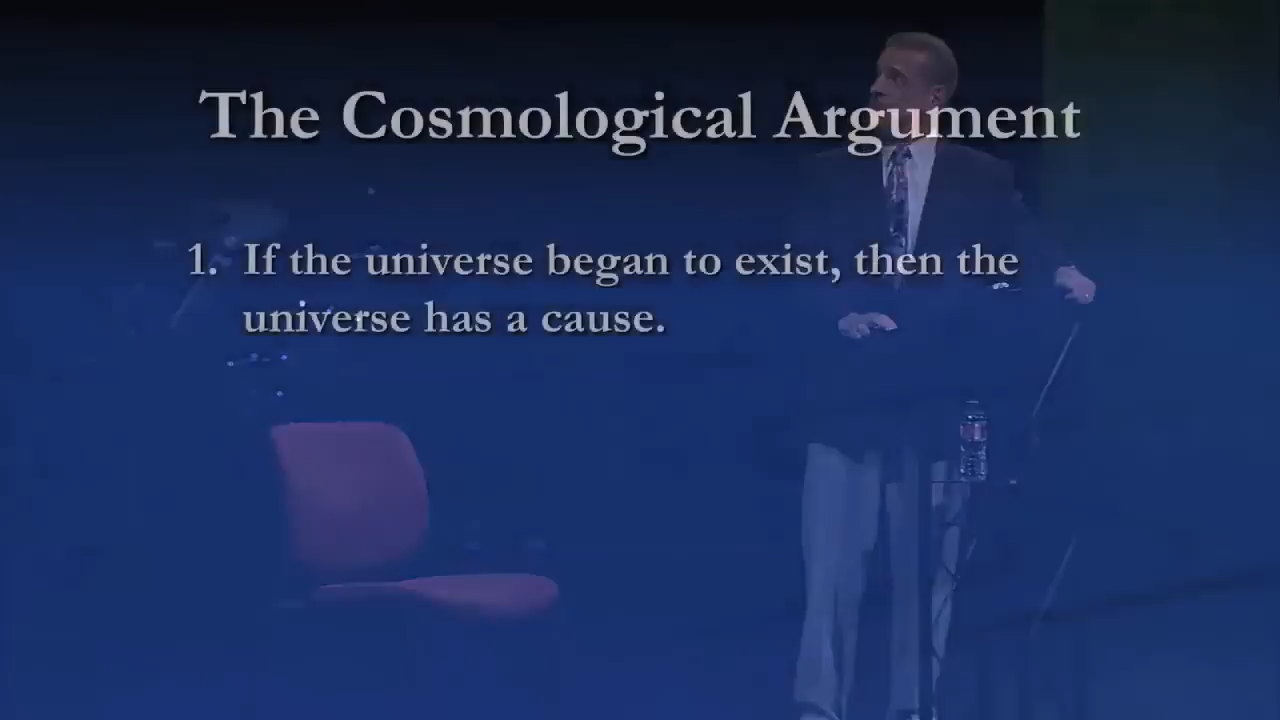 The Cosmological Argument
1. If the universe began to exist, then the
universe has a cause.